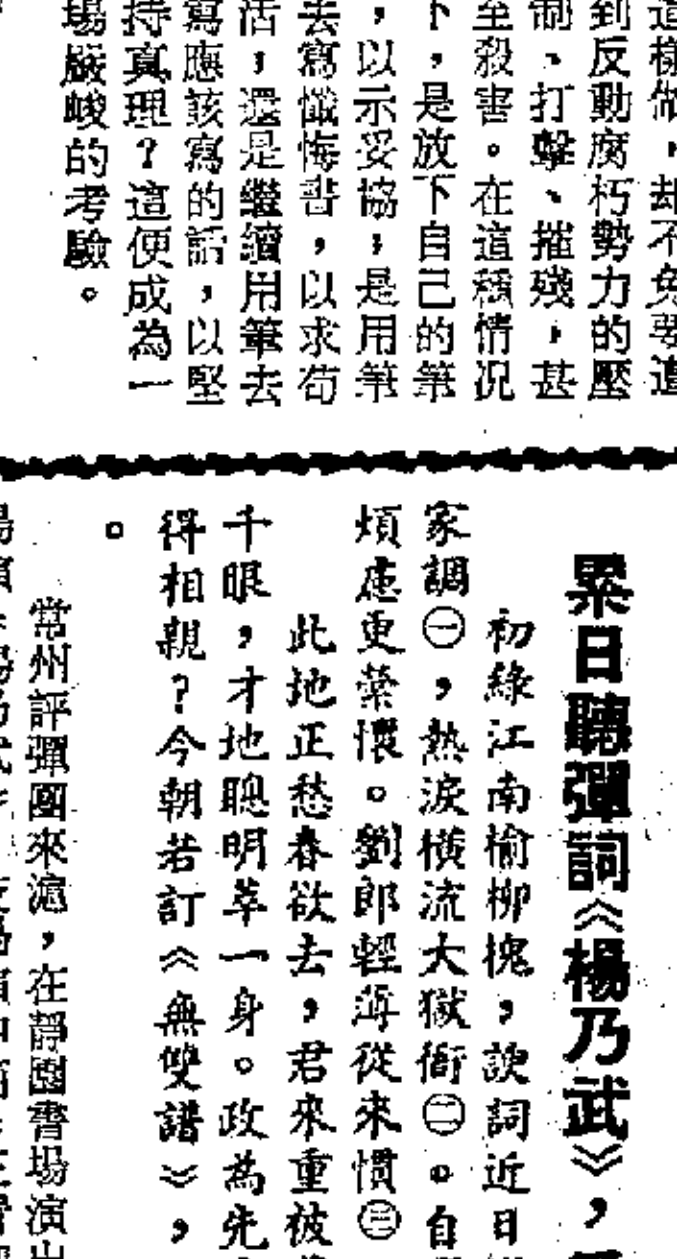 這樣做，却不免要遭
到反動腐朽勢力的壓
制、打擊、摧殘，甚
至殺害。在這種情况
下，是放下自己的筆
，以示妥協，是用筆
去寫懺悔書，以求苟
活，還是繼續用筆去
寫應該寫的話，以堅
持真理？這便成為一
場嚴峻的考驗。
累日聽彈詞《楊乃武》，
初綠江南榆柳槐，談詞近日
家調㊀，熱淚橫流大獄衙㊁。自
煩慮更縈懷。劉郎輕薄從來慣㊂
此地正愁春欲去，君來重被
千眼，才地聰明萃一身。政為先
得相親？今朝若訂《無雙譜》，
。
常州評彈團來滬，在靜園書場演出